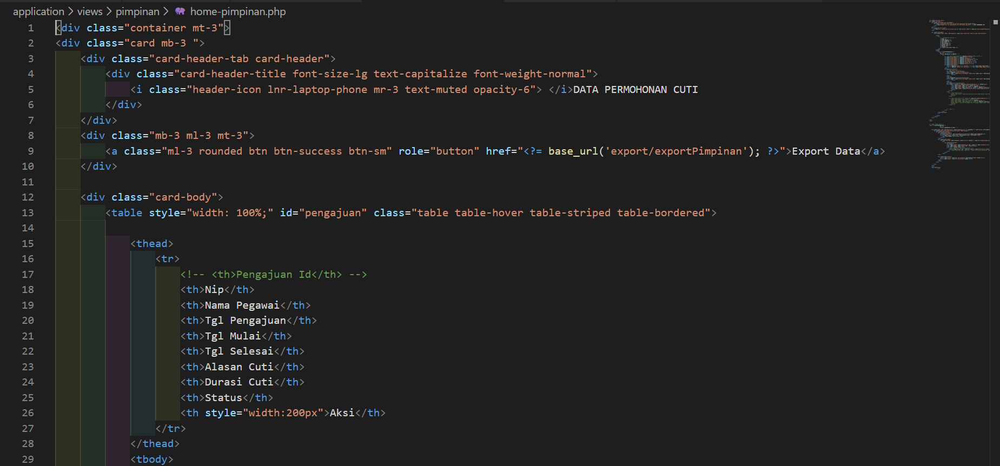 application > views > pimpinan > home-pimpinan.php
1 <div class="container mt-3">
2 <div class="card mb-3 ">
3 <div class="card-header-tab card-header">
4 <div class="card-header-title font-size-lg text-capitalize font-weight-normal">
5 <i class="header-icon lnr-laptop-phone mr-3 text-muted opacity-6"> </i>DATA PERMOHONAN CUTI
6 </div>
7 </div>
8 <div class="mb-3 ml-3 mt-3">
9 <a class="ml-3 rounded btn btn-success btn-sm" role="button" href="<?= base_url('export/exportPimpinan'); ?>">Export Data</a>
10 </div>
11
12 <div class="card-body">
13 <table style="width: 100%;" id="pengajuan" class="table table-hover table-striped table-bordered">
14
15 <thead>
16 <tr>
17 <!-- <th>Pengajuan Id</th> -->
18 <th>Nip</th>
19 <th>Nama Pegawai</th>
20 <th>Tgl Pengajuan</th>
21 <th>Tgl Mulai</th>
22 <th>Tgl Selesai</th>
23 <th>Alasan Cuti</th>
24 <th>Durasi Cuti</th>
25 <th>Status</th>
26 <th style="width:200px">Aksi</th>
27 </tr>
28 </thead>
29 <tbody>